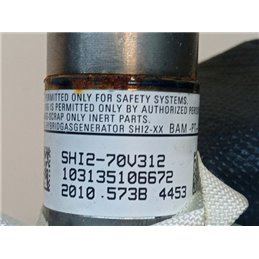 PERMITTED ONLY FOR SAFETY SYSTEMS.
IS PERMITTED ONLY BY AUTHORIZED
SCRAP ONLY INERT PARTS.
HYBRIDGASGENERATOR SHI2-XX BAM -PT
SHI2-70V312
103135106672
2010 .573B 4453